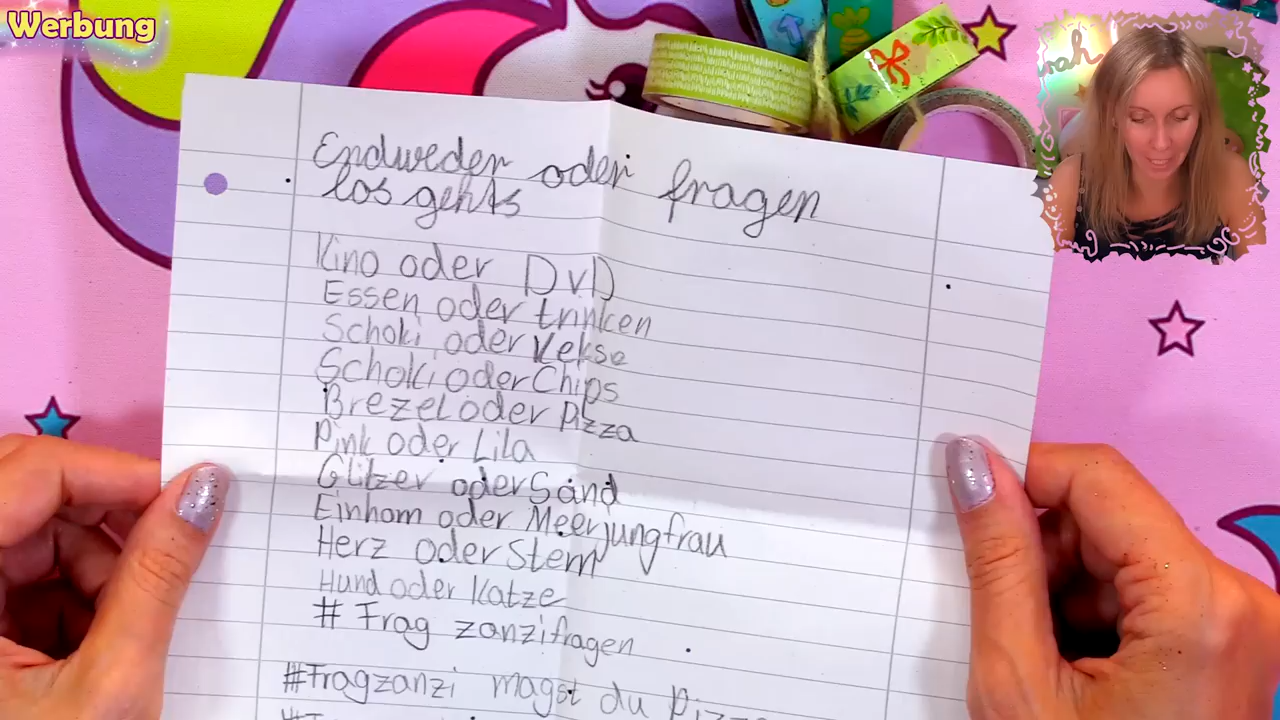 Werbung
Endweder oder fragen
los gehts
Kino oder DvD
Essen oder trinken
Schoki oder Kekse
Schoki oder Chips
Brezel oder Pizza
Pink oder Lila
Glitzer oder Sand
Einhorn oder Meerjungfrau
Herz oder Stern
Hund oder Katze
# Frag zanzifragen
#Fragzanzi magst du Pizza